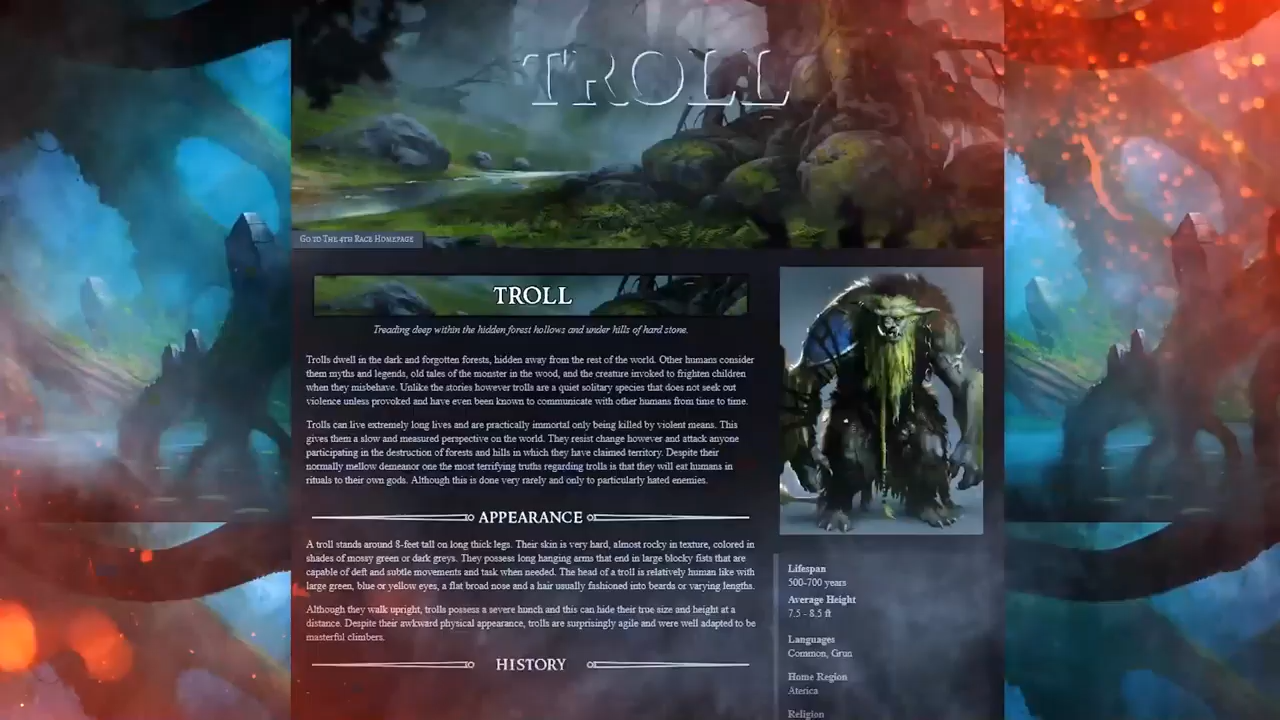 TROLL
Go to The 4th Race Homepage
TROLL
Treading deep within the hidden forest hollows and under hills of hard stone.
Trolls dwell in the dark and forgotten forests, hidden away from the rest of the world. Other humans consider
them myths and legends, old tales of the monster in the wood, and the creature invoked to frighten children
when they misbehave. Unlike the stories however trolls are a quiet solitary species that does not seek out
violence unless provoked and have even been known to communicate with other humans from time to time.
Trolls can live extremely long lives and are practically immortal only being killed by violent means. This
gives them a slow and measured perspective on the world. They resist change however and attack anyone
participating in the destruction of forests and hills in which they have claimed territory. Despite their
normally mellow demeanor one the most terrifying truths regarding trolls is that they will eat humans in
rituals to their own gods. Although this is done very rarely and only to particularly hated enemies.
APPEARANCE
A troll stands around 8-feet tall on long thick legs. Their skin is very hard, almost rocky in texture, colored in
shades of mossy green or dark greys. They possess long hanging arms that end in large blocky fists that are
capable of deft and subtle movements and task when needed. The head of a troll is relatively human like with
large green, blue or yellow eyes, a flat broad nose and a hair usually fashioned into beards or varying lengths.
Although they walk upright, trolls possess a severe hunch and this can hide their true size and height at a
distance. Despite their awkward physical appearance, trolls are surprisingly agile and were well adapted to be
masterful climbers.
HISTORY
Lifespan
500-700 years
Average Height
7.5 - 8.5 ft
Languages
Common, Grun
Home Region
Aterica
Religion